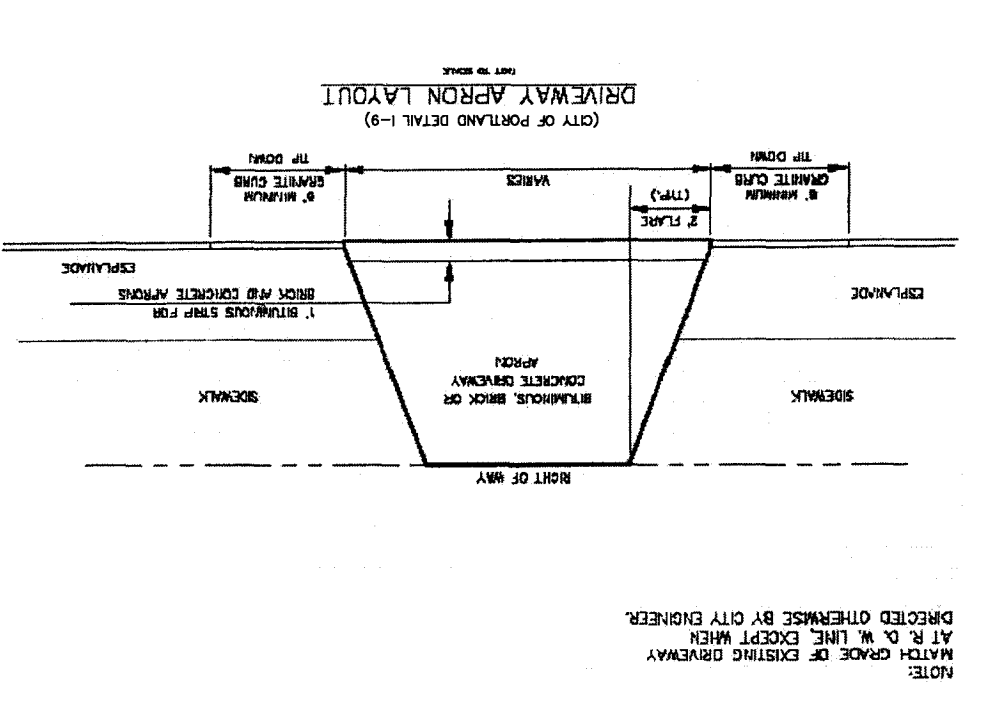 NOTE:
MATCH GRADE OF EXISTING DRIVEWAY
AT R. O. W. LINE, EXCEPT WHEN
DIRECTED OTHERWISE BY CITY ENGINEER.
RIGHT OF WAY
SIDEWALK
BITUMINOUS, BRICK OR
CONCRETE DRIVEWAY
APRON
SIDEWALK
ESPLANADE
1' BITUMINOUS STRIP FOR
BRICK AND CONCRETE APRONS
ESPLANADE
2' FLARE
(TYP.)
6' MINIMUM
GRANITE CURB
TIP DOWN
VARIES
6' MINIMUM
GRANITE CURB
TIP DOWN
(CITY OF PORTLAND DETAIL I-9)
DRIVEWAY APRON LAYOUT
NOT TO SCALE